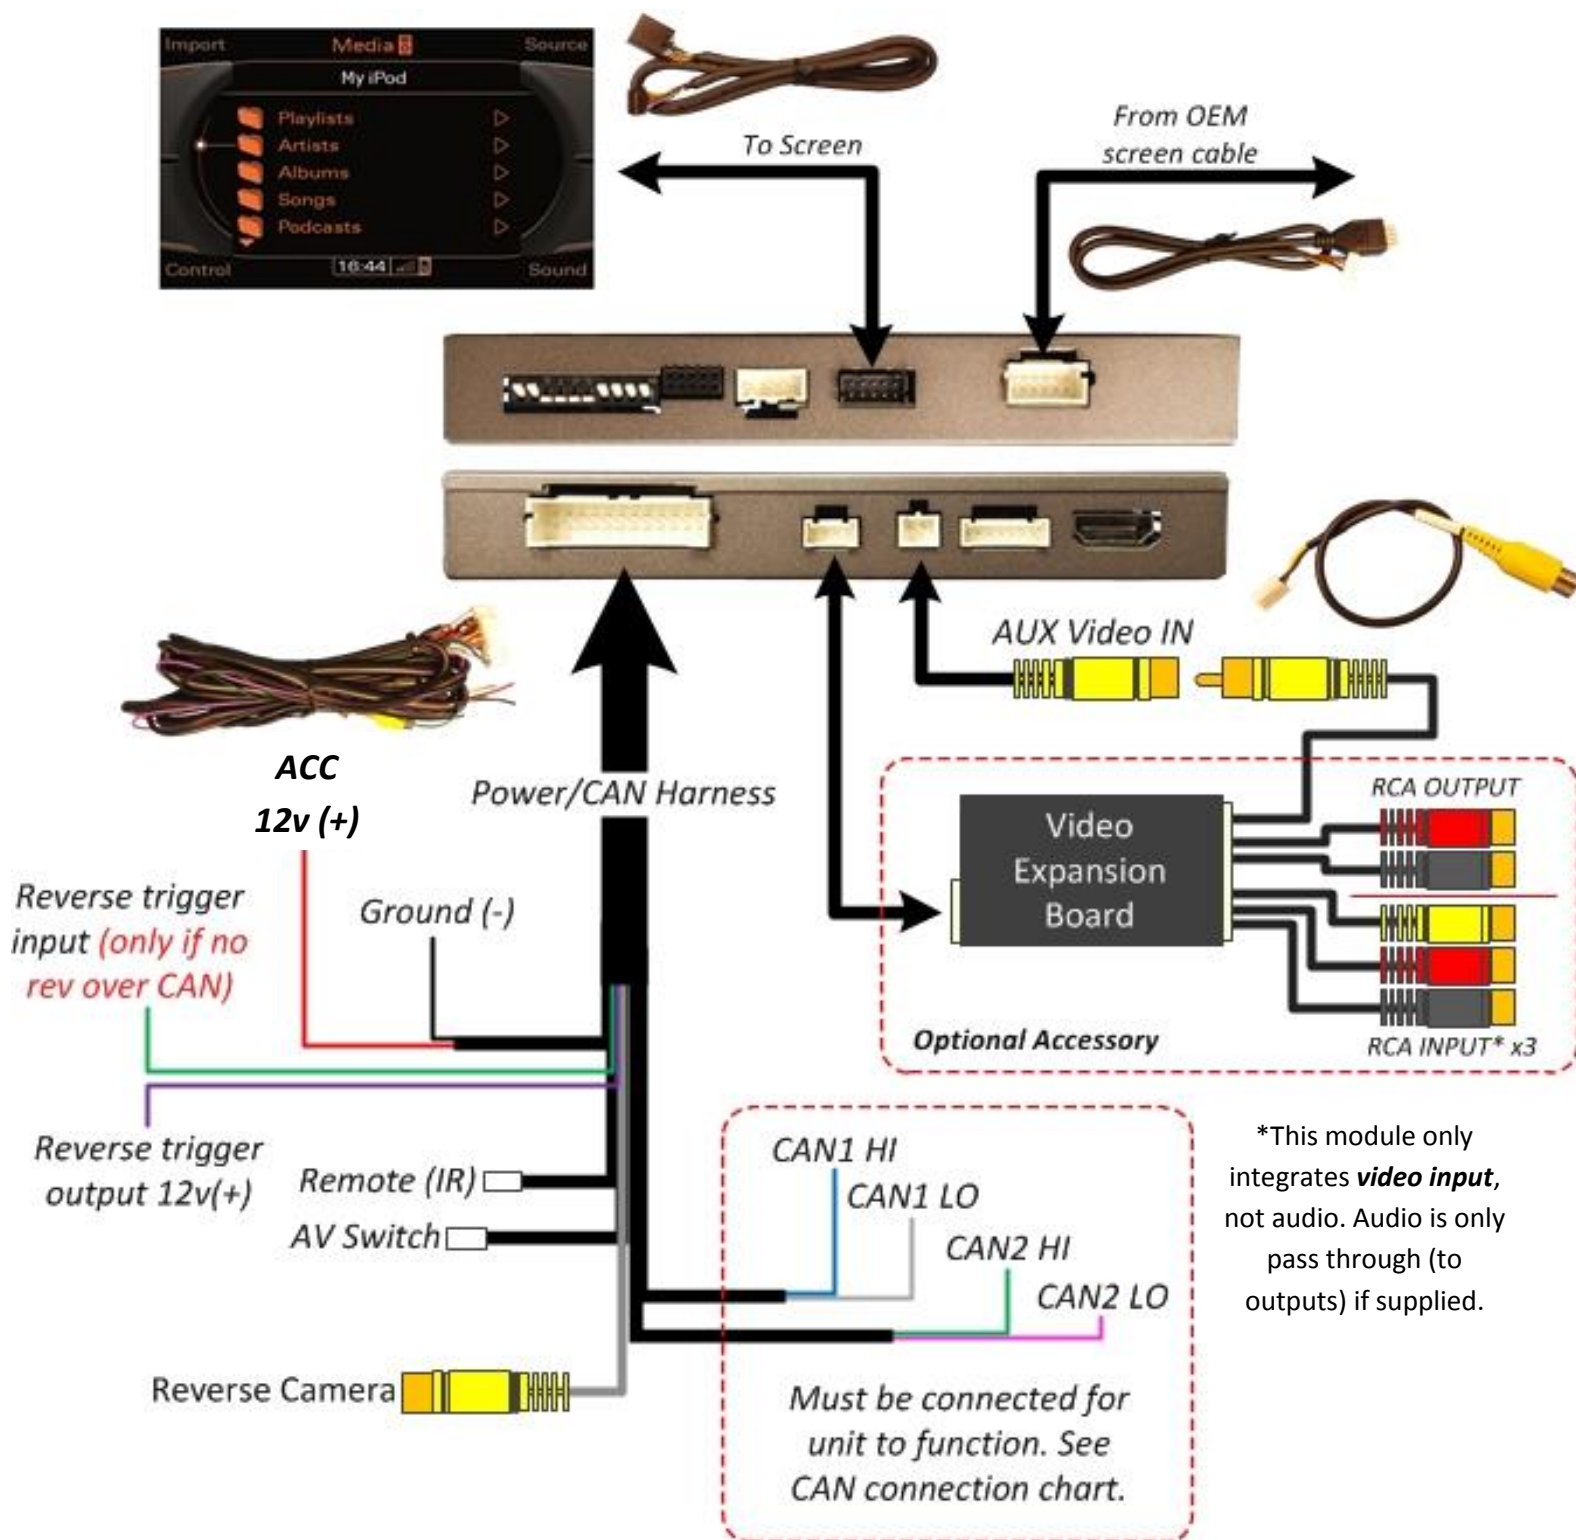 Import
Media
Source
My iPod
Playlists
Artists
Albums
Songs
Podcasts
Control
16:44
Sound
To Screen
From OEM
screen cable
AUX Video IN
ACC
12v (+)
Power/CAN Harness
Reverse trigger
input (only if no
rev over CAN)
Ground (-)
Video
Expansion
Board
RCA OUTPUT
RCA INPUT* x3
Optional Accessory
Reverse trigger
output 12v(+)
Remote (IR)
AV Switch
Reverse Camera
CAN1 HI
CAN1 LO
CAN2 HI
CAN2 LO
Must be connected for
unit to function. See
CAN connection chart.
*This module only
integrates video input,
not audio. Audio is only
pass through (to
outputs) if supplied.